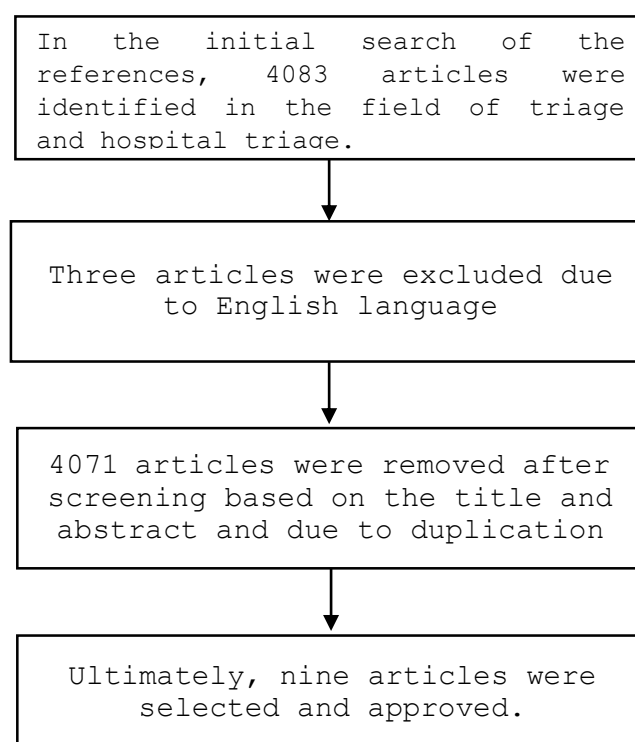 In the initial search of the
references, 4083 articles were
identified in the field of triage
and hospital triage.
Three articles were excluded due
to English language
4071 articles were removed after
screening based on the title and
abstract and due to duplication
Ultimately, nine articles were
selected and approved.